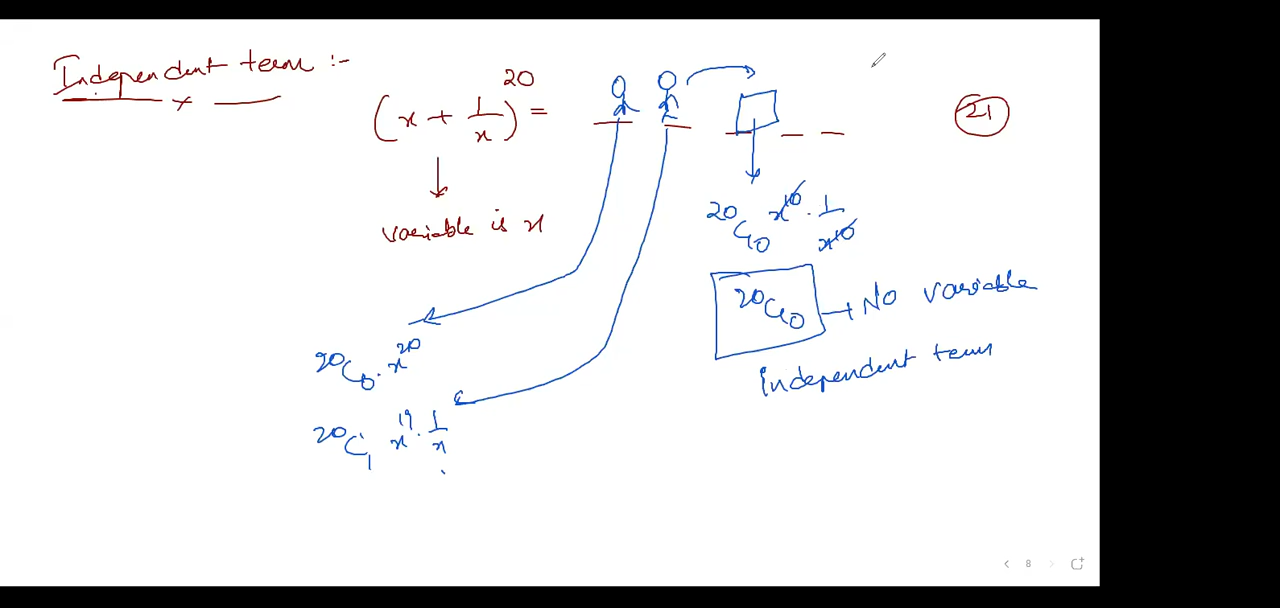 Independent term :-
x
(x + 1/x)^20 =
21
variable is x
20C10 x^10 · 1/x^10
20C10 → No variable
Independent term
20C0 · x^20
20C1 x^19 · 1/x
8